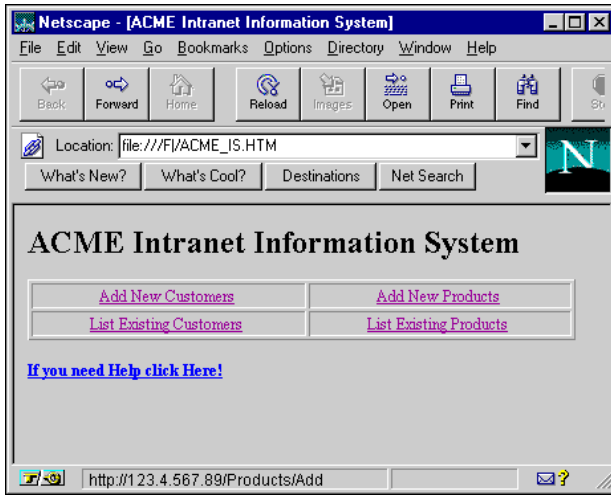 Netscape - [ACME Intranet Information System]
File Edit View Go Bookmarks Options Directory Window Help
Back Forward Home Reload Images Open Print Find
Location: file:///F|/ACME_IS.HTM
N
What's New? What's Cool? Destinations Net Search
ACME Intranet Information System
Add New Customers Add New Products
List Existing Customers List Existing Products
If you need Help click Here!
http://123.4.567.89/Products/Add